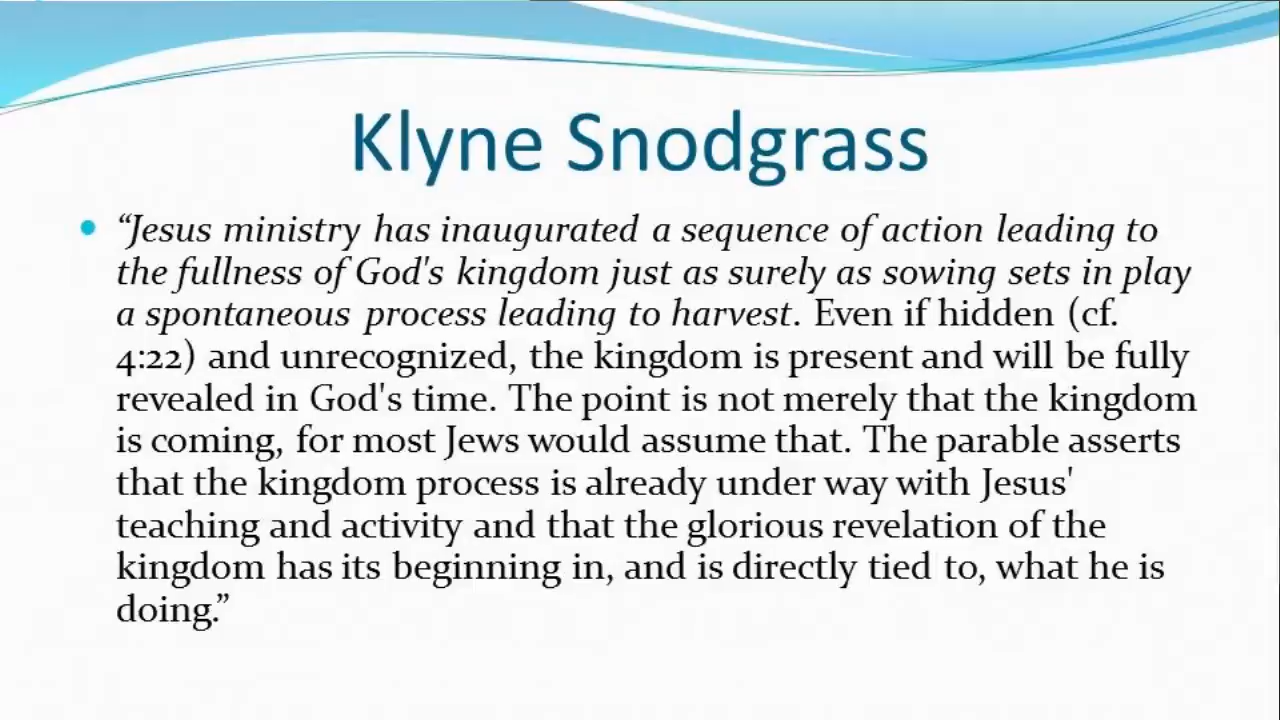 Klyne Snodgrass
“Jesus ministry has inaugurated a sequence of action leading to
the fullness of God's kingdom just as surely as sowing sets in play
a spontaneous process leading to harvest. Even if hidden (cf.
4:22) and unrecognized, the kingdom is present and will be fully
revealed in God's time. The point is not merely that the kingdom
is coming, for most Jews would assume that. The parable asserts
that the kingdom process is already under way with Jesus'
teaching and activity and that the glorious revelation of the
kingdom has its beginning in, and is directly tied to, what he is
doing.”